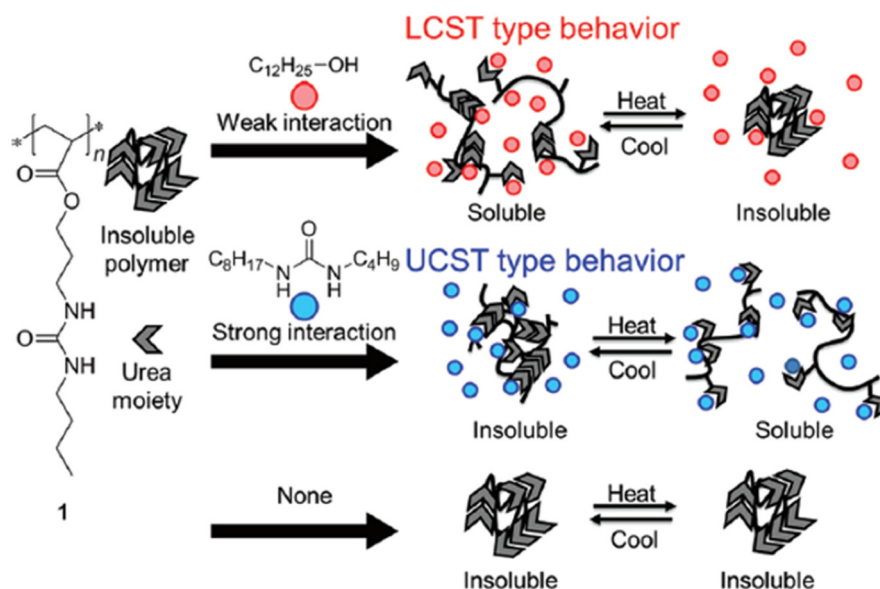 LCST type behavior
C12H25–OH
Weak interaction
Heat
Cool
Soluble
Insoluble
* * n
O
O
NH
O
NH
1
Insoluble
polymer
Urea
moiety
O
C8H17 N N C4H9
H H
Strong interaction
UCST type behavior
Heat
Cool
Insoluble
Soluble
None
Heat
Cool
Insoluble
Insoluble